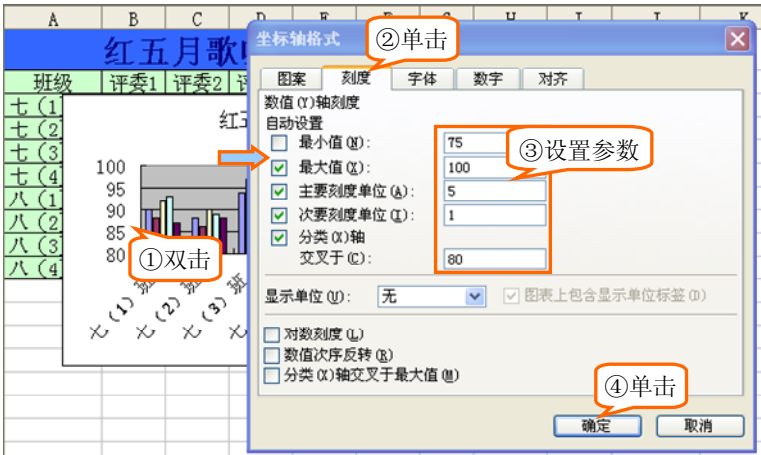 A B C D
红五月歌
班级 评委1 评委2
七（1
七（2
七（3
七（4
八（1
八（2
八（3
八（4
红五
100
95
90
85
80
七（1）班
七（2）班
七（3）班
七
①双击
坐标轴格式
②单击
图案 刻度 字体 数字 对齐
数值(Y)轴刻度
自动设置
最小值(N): 75
最大值(X): 100
主要刻度单位(A): 5
次要刻度单位(I): 1
分类(X)轴
交叉于(C): 80
③设置参数
显示单位(U): 无 图表上包含显示单位标签(D)
对数刻度(L)
数值次序反转(R)
分类(X)轴交叉于最大值(M)
④单击
确定 取消